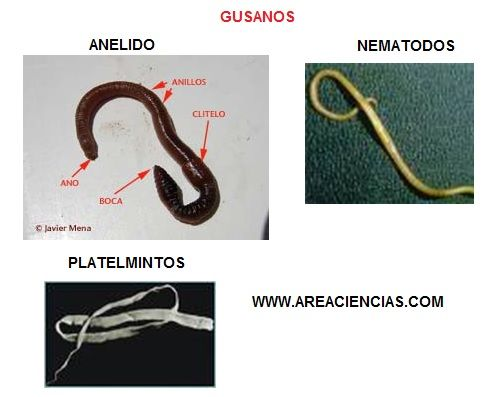 GUSANOS
ANELIDO
NEMATODOS
ANILLOS
CLITELO
ANO
BOCA
© Javier Mena
PLATELMINTOS
WWW.AREACIENCIAS.COM